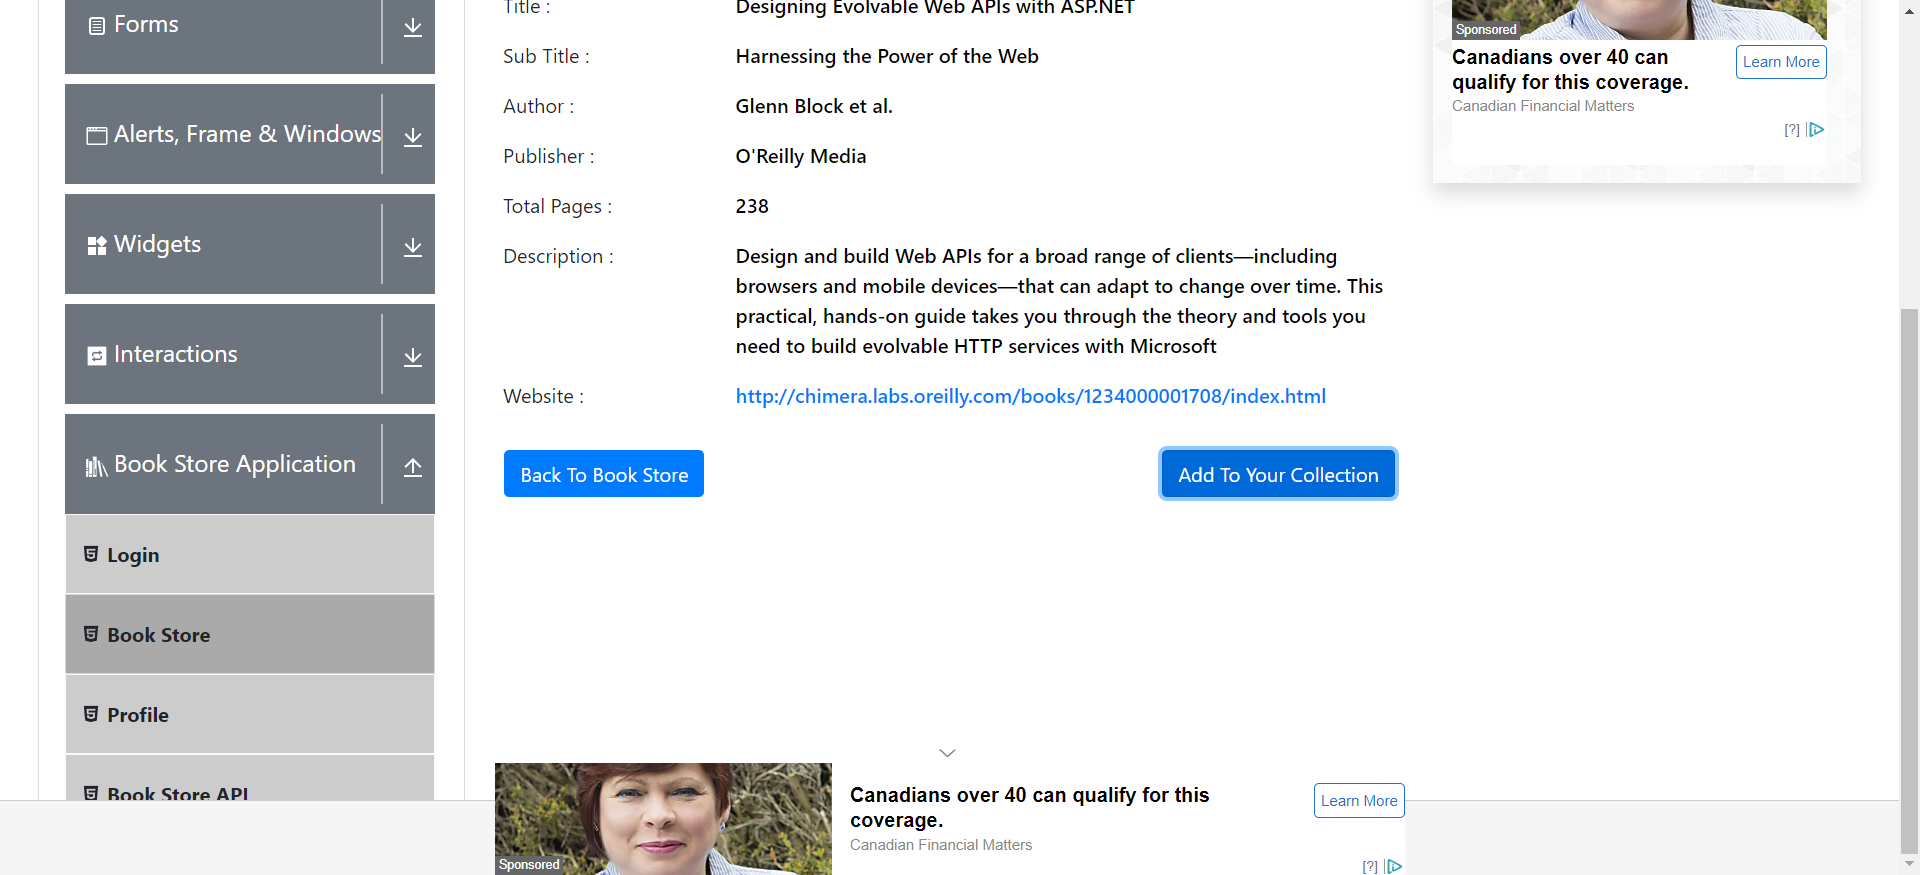 Forms
Alerts, Frame & Windows
Widgets
Interactions
Book Store Application
Login
Book Store
Profile
Book Store API
Title :
Designing Evolvable Web APIs with ASP.NET
Sub Title :
Harnessing the Power of the Web
Author :
Glenn Block et al.
Publisher :
O'Reilly Media
Total Pages :
238
Description :
Design and build Web APIs for a broad range of clients—including
browsers and mobile devices—that can adapt to change over time. This
practical, hands-on guide takes you through the theory and tools you
need to build evolvable HTTP services with Microsoft
Website :
http://chimera.labs.oreilly.com/books/1234000001708/index.html
Back To Book Store
Add To Your Collection
Sponsored
Canadians over 40 can
qualify for this coverage.
Canadian Financial Matters
Learn More
[?]
Sponsored
Canadians over 40 can qualify for this
coverage.
Canadian Financial Matters
Learn More
[?]